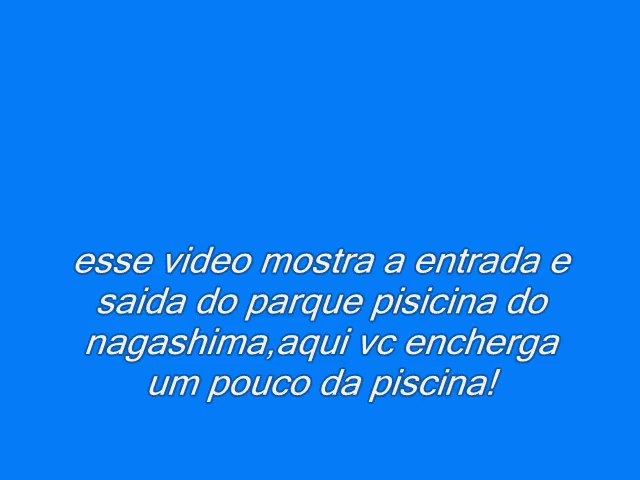 esse video mostra a entrada e
saida do parque pisicina do
nagashima,aqui vc encherga
um pouco da piscina!